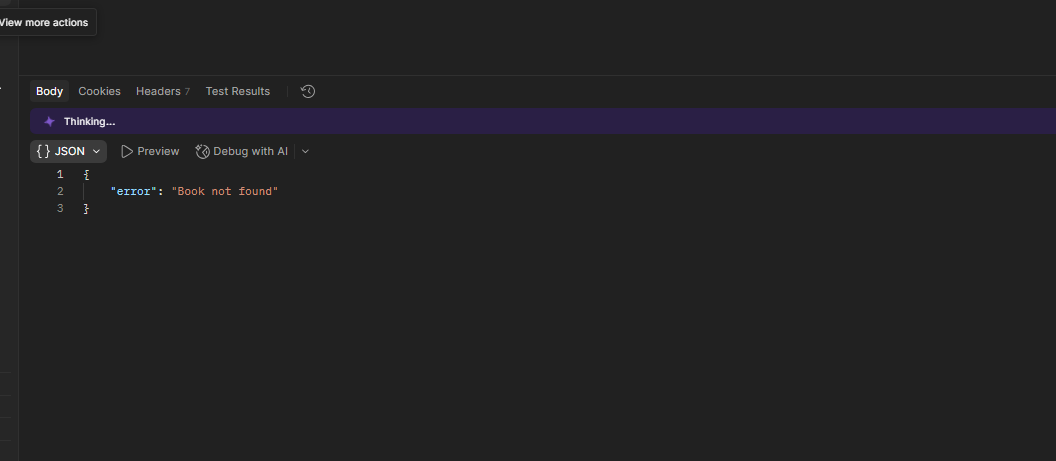 View more actions
Body Cookies Headers 7 Test Results
Thinking...
{} JSON Preview Debug with AI
1 {
2 "error": "Book not found"
3 }